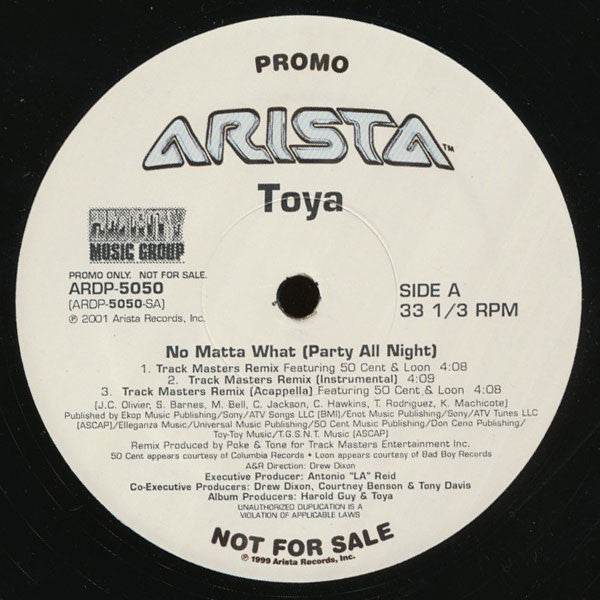 PROMO
ARISTA™
Toya
MUSIC GROUP
PROMO ONLY. NOT FOR SALE.
ARDP-5050
(ARDP-5050-SA)
℗ 2001 Arista Records, Inc.
SIDE A
33 1/3 RPM
No Matta What (Party All Night)
1. Track Masters Remix Featuring 50 Cent & Loon 4:08
2. Track Masters Remix (Instrumental) 4:09
3. Track Masters Remix (Acappella) Featuring 50 Cent & Loon 4:08
(J.C. Olivier, S. Barnes, M. Bell, C. Jackson, C. Hawkins, T. Rodriguez, K. Machicote)
Published by Ekop Music Publishing/Sony/ATV Songs LLC (BMI)/Enot Music Publishing/Sony/ATV Tunes LLC
(ASCAP)/Elleganza Music/Universal Music Publishing/50 Cent Music Publishing/Don Ceno Publishing/
Toy-Toy Music/T.G.S.N.T. Music (ASCAP)
Remix Produced by Poke & Tone for Track Masters Entertainment Inc.
50 Cent appears courtesy of Columbia Records • Loon appears courtesy of Bad Boy Records
A&R Direction: Drew Dixon
Executive Producer: Antonio "LA" Reid
Co-Executive Producers: Drew Dixon, Courtney Benson & Tony Davis
Album Producers: Harold Guy & Toya
UNAUTHORIZED DUPLICATION IS A
VIOLATION OF APPLICABLE LAWS
NOT FOR SALE
℗ 1999 Arista Records, Inc.